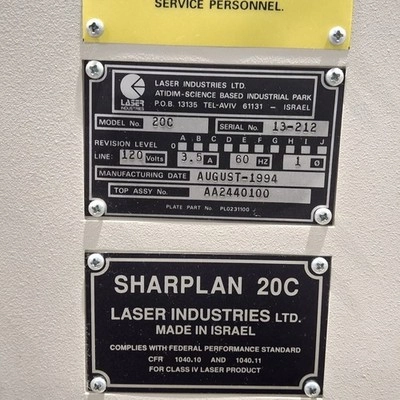 SERVICE PERSONNEL.
LASER INDUSTRIES LTD.
ATIDIM-SCIENCE BASED INDUSTRIAL PARK
P.O.B. 13135 TEL-AVIV 61131 - ISRAEL
LASER
INDUSTRIES
MODEL No. 20C SERIAL No. 13-212
A B C D E F G H I J
REVISION LEVEL 0
LINE: 120 Volts 3.5 A 60 HZ 1 Ø
MANUFACTURING DATE AUGUST-1994
TOP ASSY No. AA2440100
PLATE PART No. PL0231100
SHARPLAN 20C
LASER INDUSTRIES LTD.
MADE IN ISRAEL
COMPLIES WITH FEDERAL PERFORMANCE STANDARD
CFR 1040.10 AND 1040.11
FOR CLASS IV LASER PRODUCT